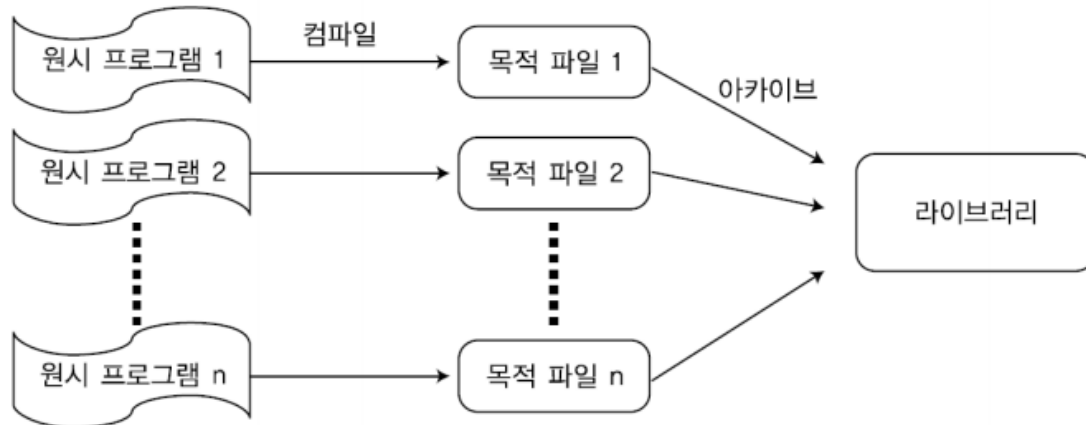 원시 프로그램 1
컴파일
목적 파일 1
아카이브
원시 프로그램 2
목적 파일 2
라이브러리
원시 프로그램 n
목적 파일 n